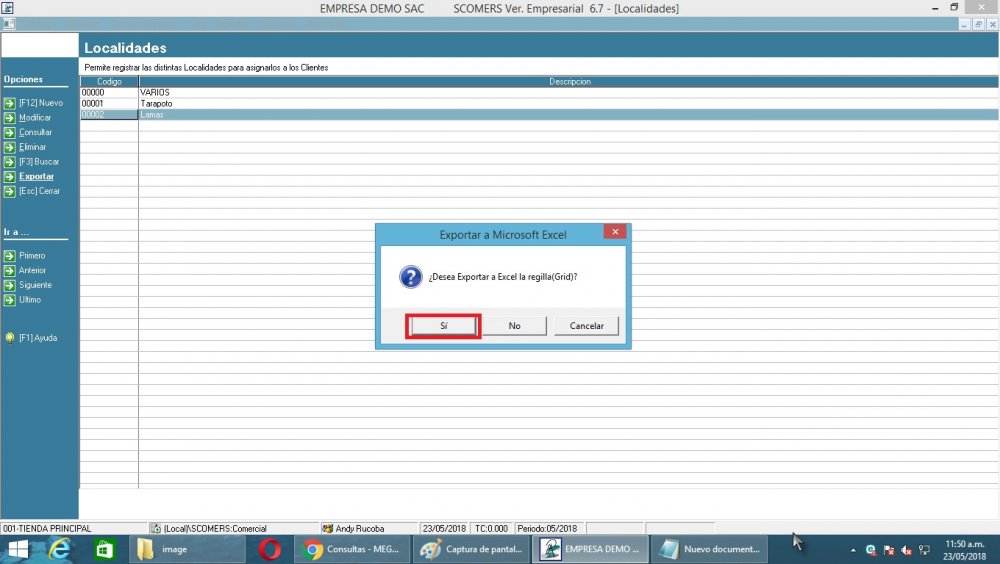 EMPRESA DEMO SAC SCOMERS Ver. Empresarial 6.7 - [Localidades]
Localidades
Permite registrar las distintas Localidades para asignarlos a los Clientes
Opciones
[F12] Nuevo
Modificar
Consultar
Eliminar
[F3] Buscar
Exportar
[Esc] Cerrar
Ir a ...
Primero
Anterior
Siguiente
Ultimo
[F1] Ayuda
Codigo Descripcion
00000 VARIOS
00001 Tarapoto
00002 Lamas
Exportar a Microsoft Excel
¿Desea Exportar a Excel la regilla(Grid)?
Sí No Cancelar
001-TIENDA PRINCIPAL (Local)\SCOMERS:Comercial Andy Rucoba 23/05/2018 TC:0.000 Periodo:05/2018
image Consultas - MEG... Captura de pantal... EMPRESA DEMO ... Nuevo document...
11:50 a.m.
23/05/2018